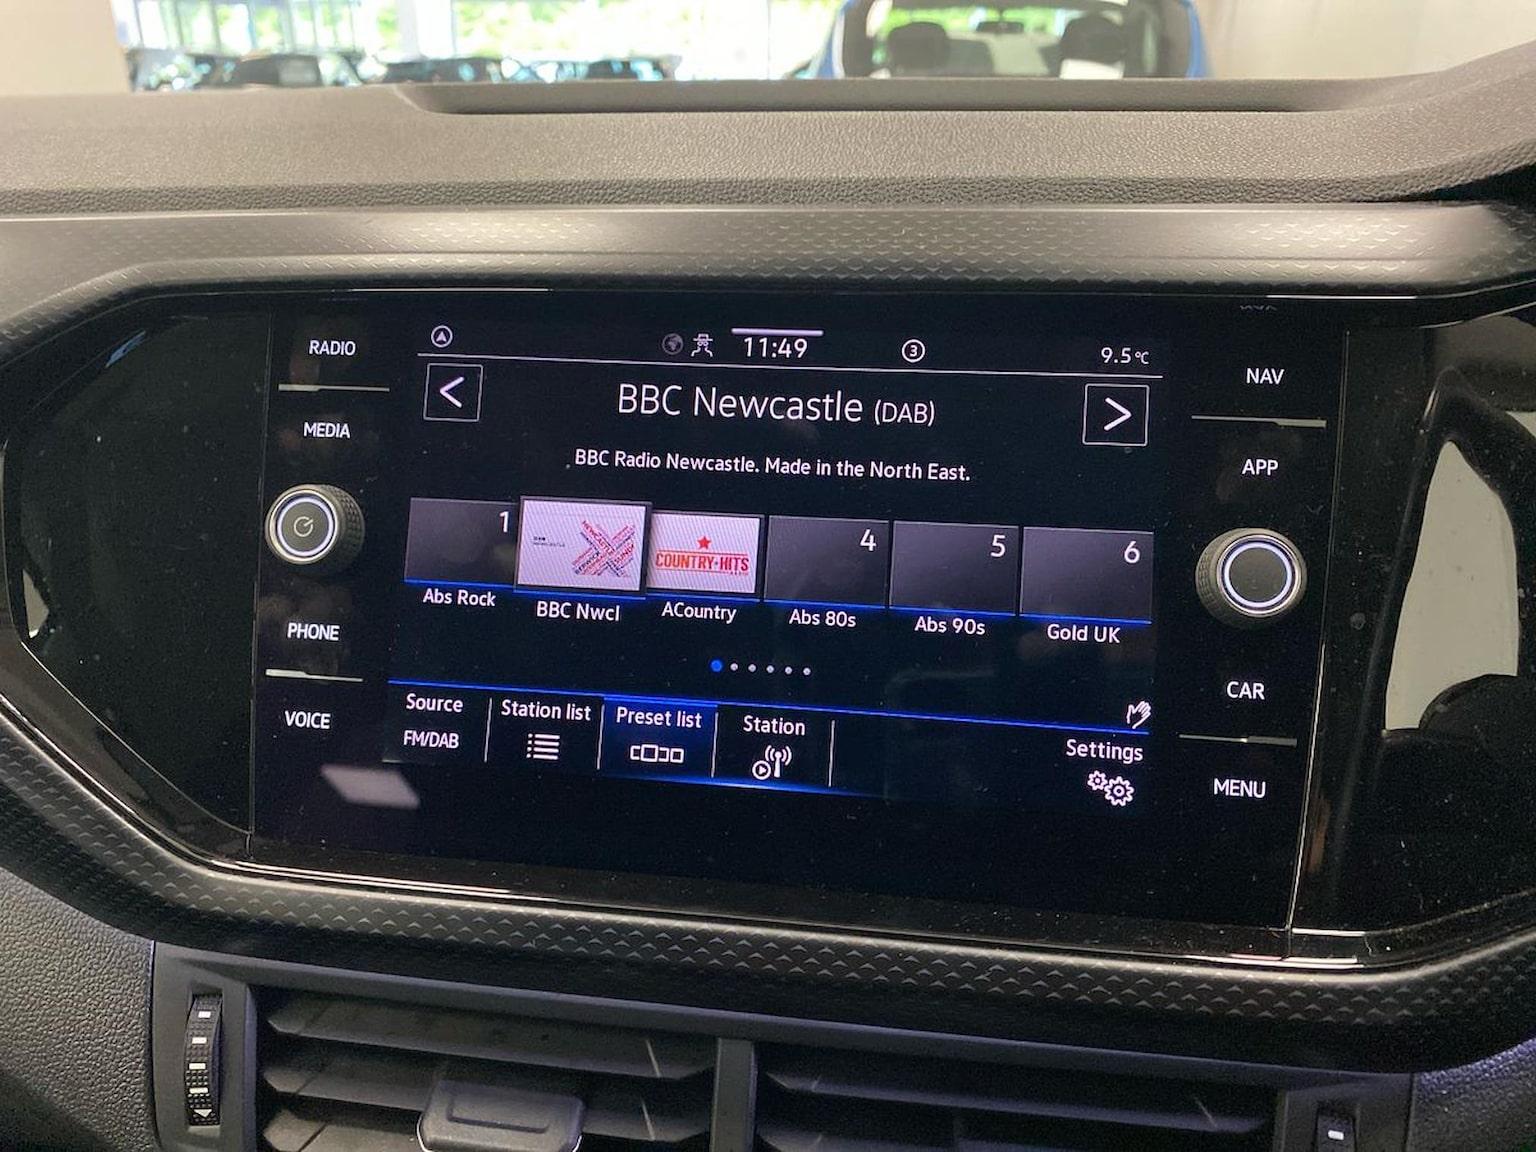 RADIO
MEDIA
PHONE
VOICE
11:49
3
9.5°C
BBC Newcastle (DAB)
BBC Radio Newcastle. Made in the North East.
1
COUNTRY★HITS
4
5
6
Abs Rock
BBC Nwcl
ACountry
Abs 80s
Abs 90s
Gold UK
Source
FM/DAB
Station list
Preset list
Station
Settings
NAV
APP
CAR
MENU